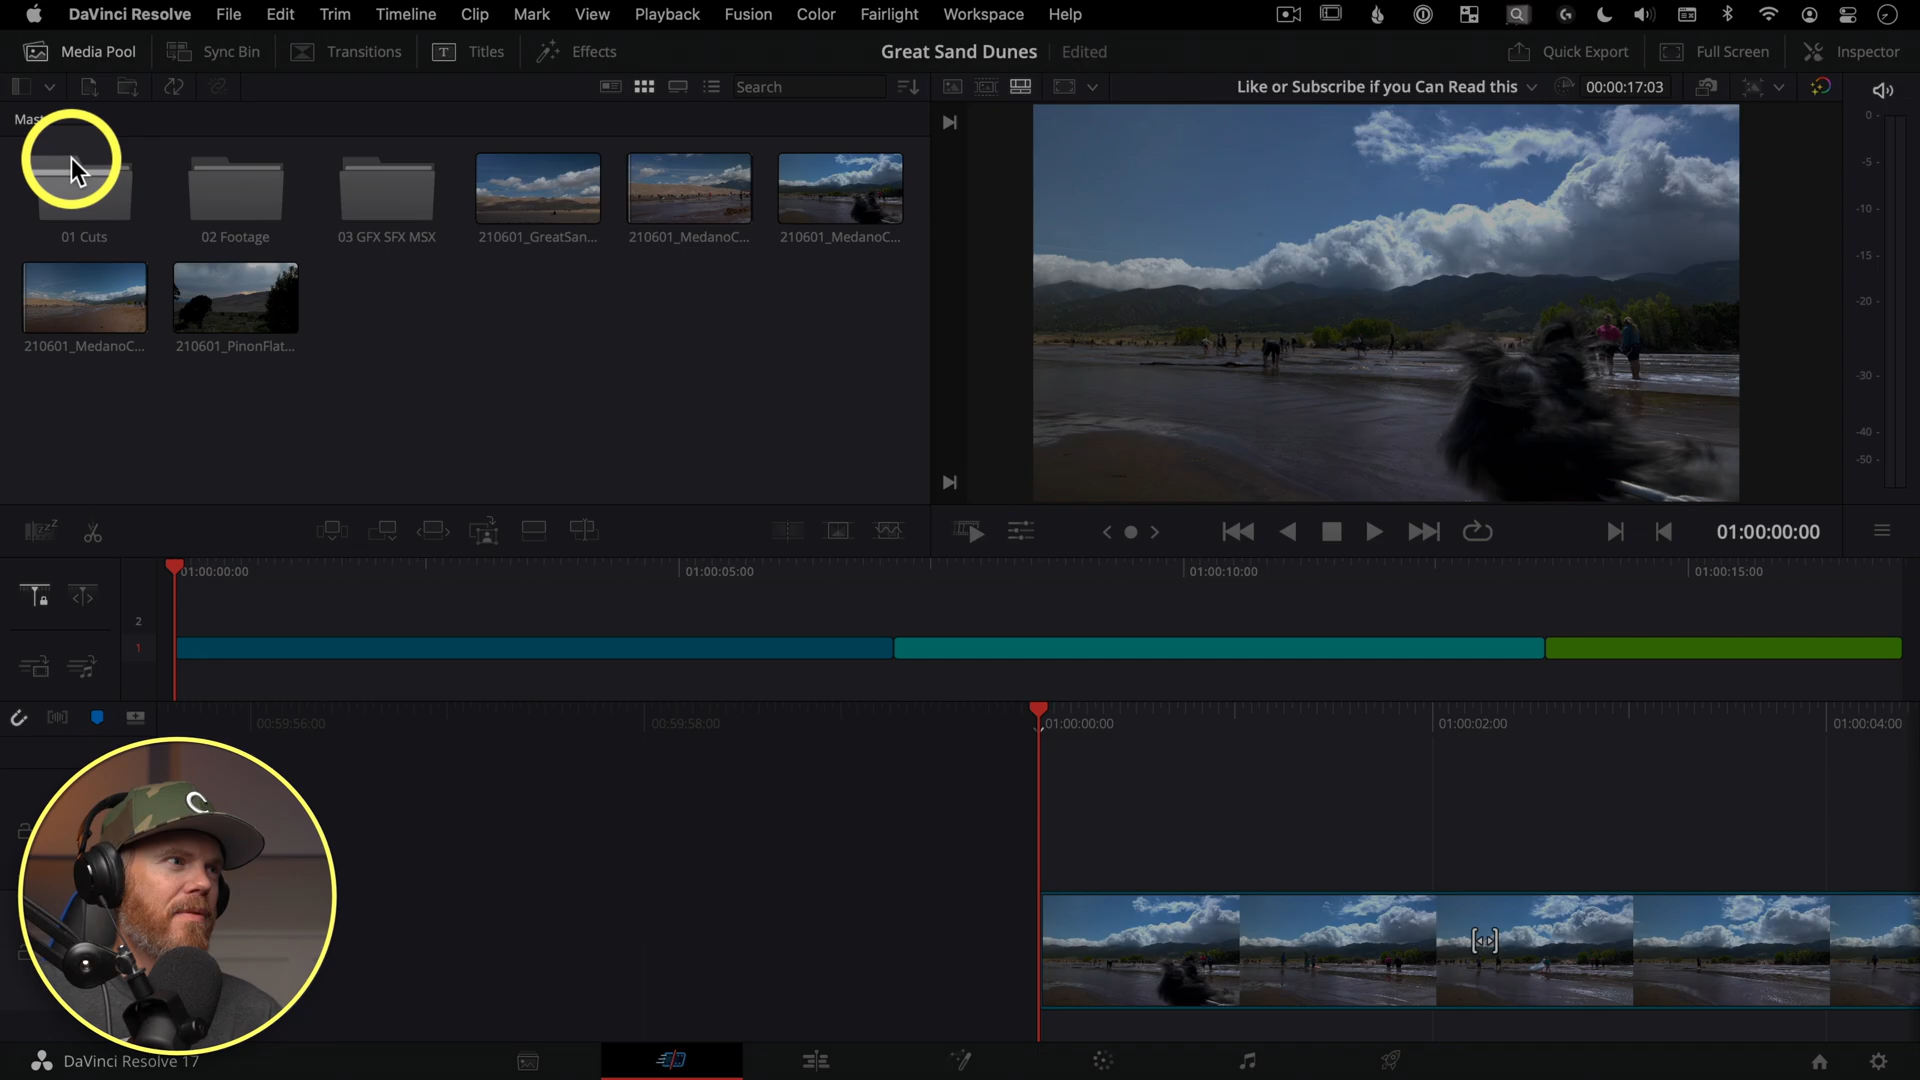 DaVinci Resolve File Edit Trim Timeline Clip Mark View Playback Fusion Color Fairlight Workspace Help
Media Pool Sync Bin Transitions Titles Effects Great Sand Dunes Edited Quick Export Full Screen Inspector
Search Like or Subscribe if you Can Read this 00:00:17:03
01 Cuts 02 Footage 03 GFX SFX MSX 210601_GreatSan... 210601_MedanoC... 210601_MedanoC...
210601_MedanoC... 210601_PinonFlat...
0
-5
-10
-15
-20
-30
-40
-50
01:00:00:00
01:00:00:00 01:00:05:00 01:00:10:00 01:00:15:00
2
1
00:59:56:00 00:59:58:00 01:00:00:00 01:00:02:00 01:00:04:00
DaVinci Resolve 17